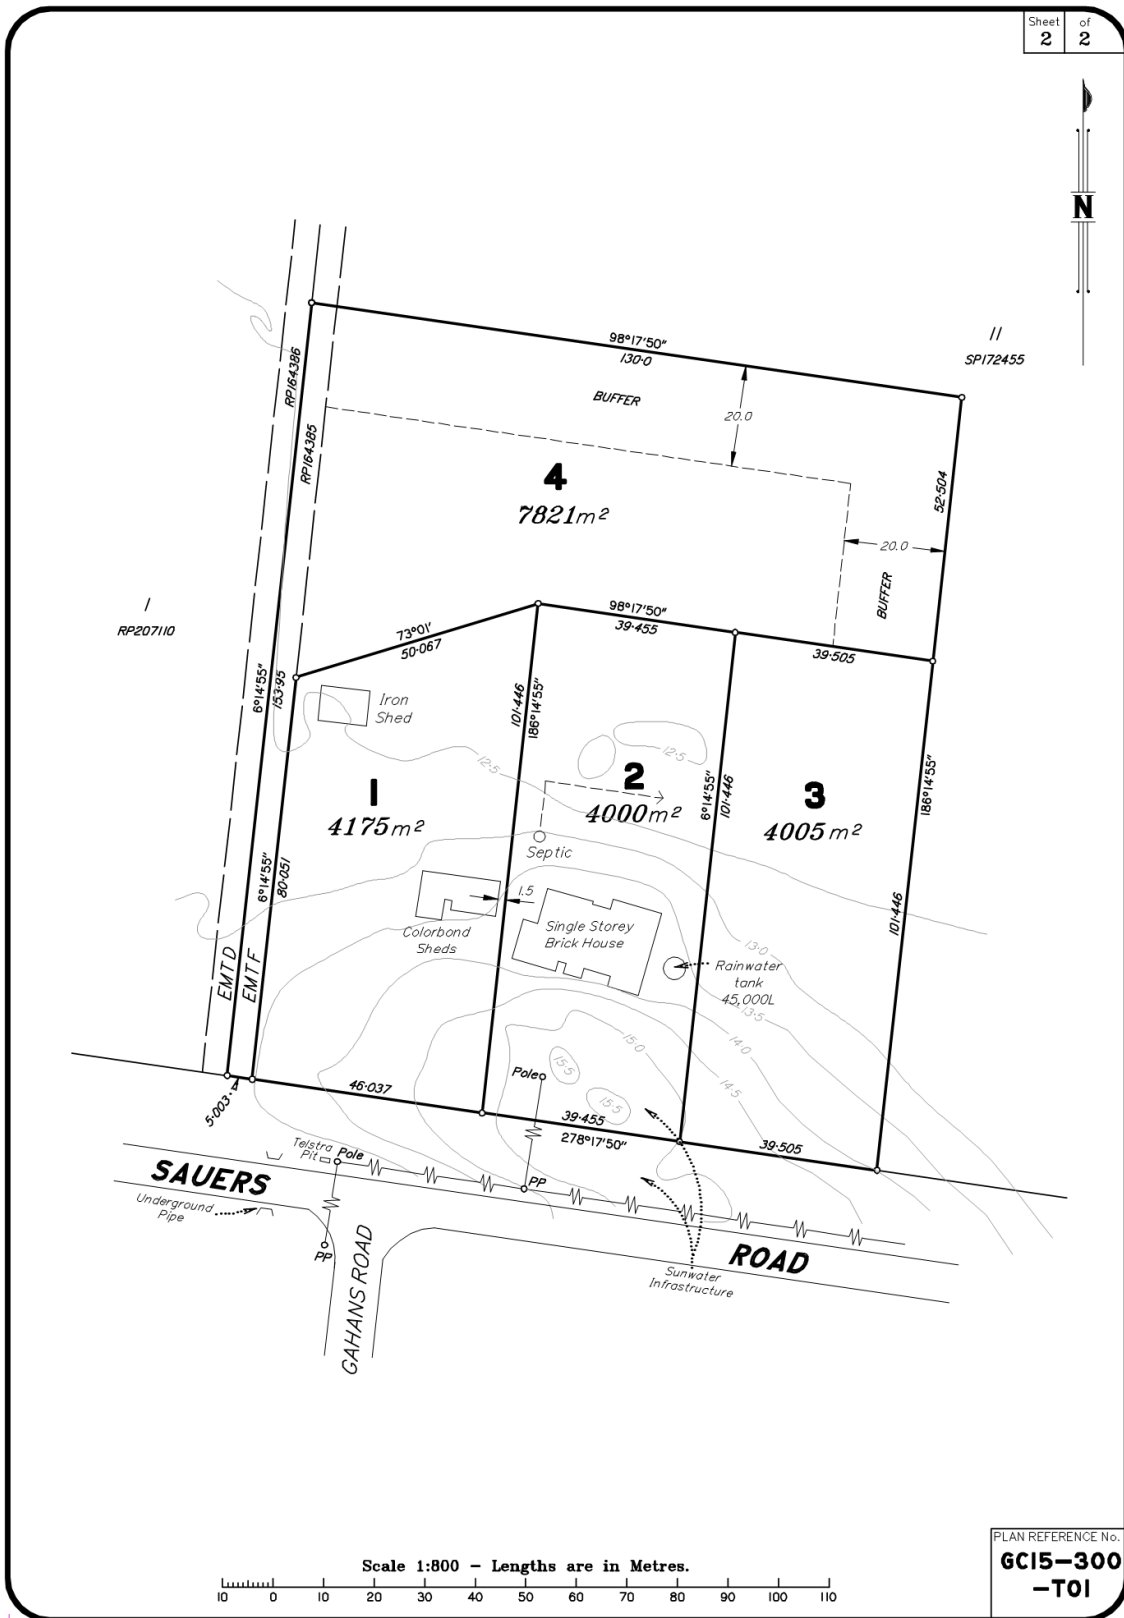 Sheet of
2 2
N
98°17'50"
130·0
II
SP172455
RP164386
RP164385
BUFFER
20.0
4
7821m²
52·504
20.0
BUFFER
I
RP207110
98°17'50"
39·455
39·505
73°01'
50·067
6°14'55"
153·95
Iron
Shed
101·446
186°14'55"
12·5
12·5
1
4175m²
2
4000m²
6°14'55"
101·446
3
4005m²
186°14'55"
101·446
Septic
6°14'55"
80·051
1.5
Colorbond
Sheds
Single Storey
Brick House
13·0
Rainwater
tank
45,000L
13·5
14·0
14·5
15·0
15·5
15·5
EMT D
EMT F
Pole
5·003
46·037
39·455
278°17'50"
39·505
Telstra
Pit
Pole
SAUERS
PP
Underground
Pipe
PP
ROAD
GAHANS ROAD
Sunwater
Infrastructure
Scale 1:800 – Lengths are in Metres.
10 0 10 20 30 40 50 60 70 80 90 100 110
PLAN REFERENCE No.
GC15–300
–T01